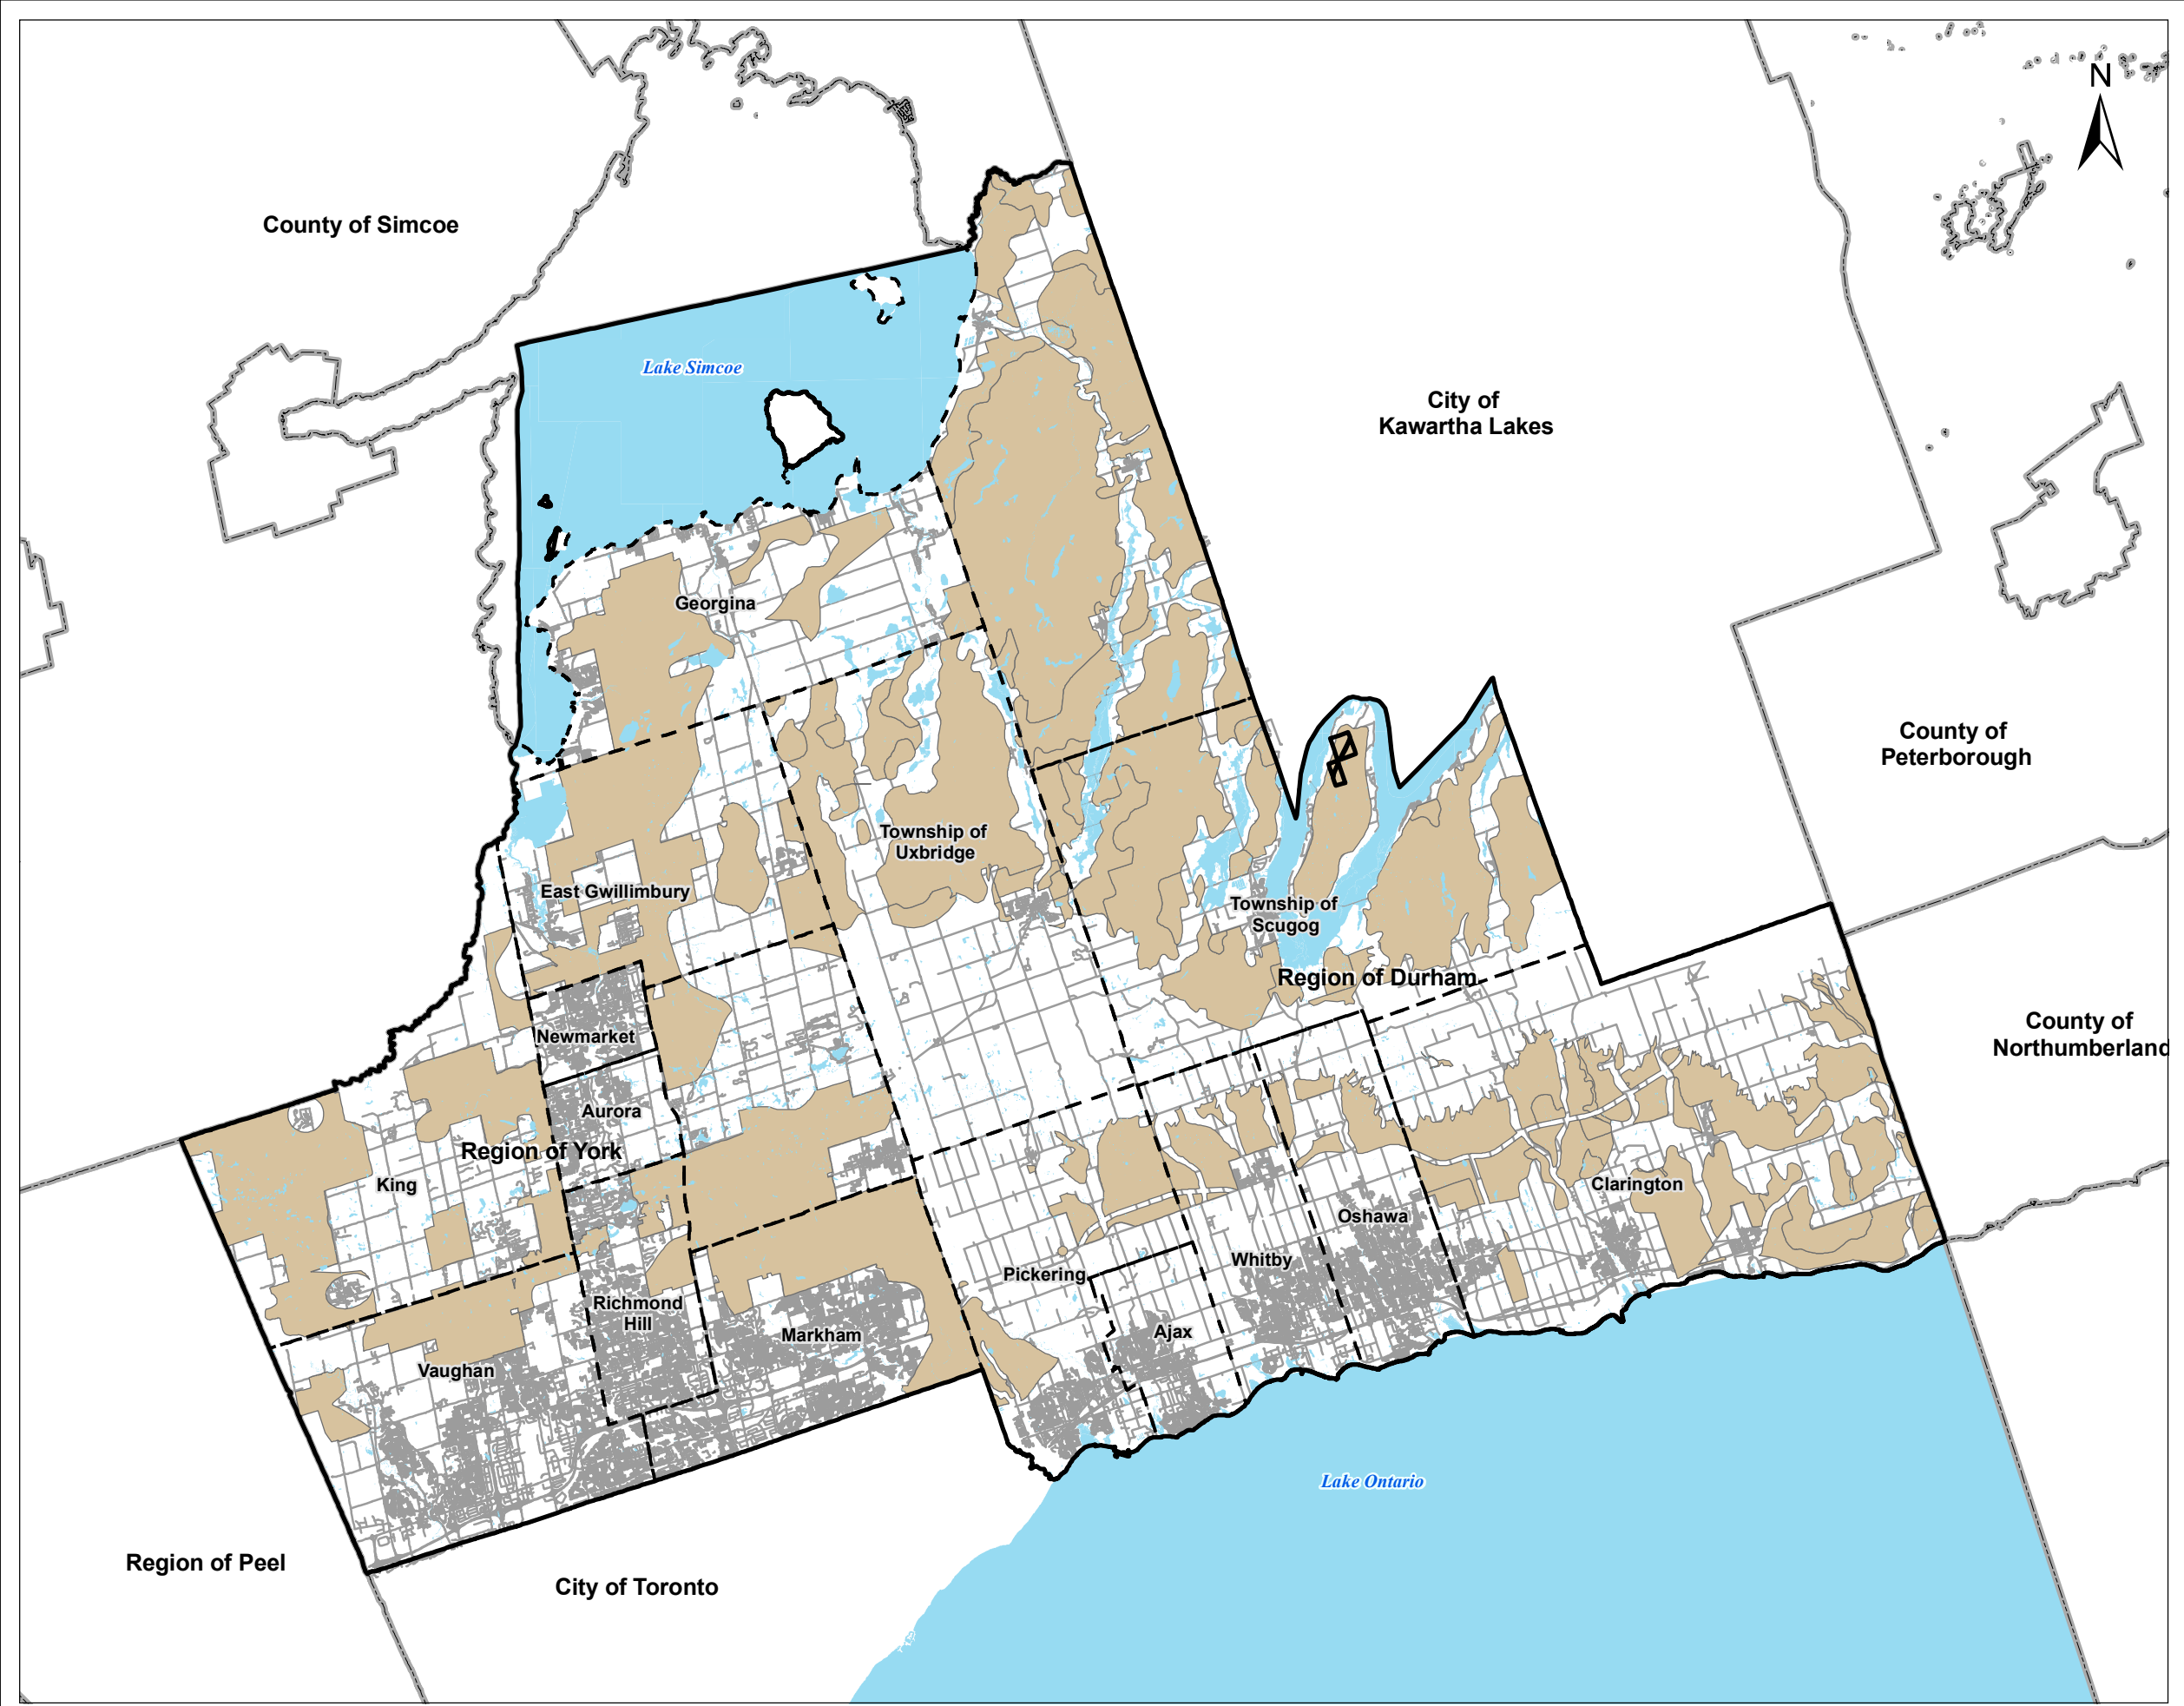 N
County of Simcoe
Lake Simcoe
City of
Kawartha Lakes
Georgina
County of
Peterborough
Township of
Uxbridge
East Gwillimbury
Township of
Scugog
Region of Durham
Newmarket
County of
Northumberland
Aurora
Region of York
King
Clarington
Oshawa
Whitby
Pickering
Richmond
Hill
Markham
Ajax
Vaughan
Lake Ontario
Region of Peel
City of Toronto